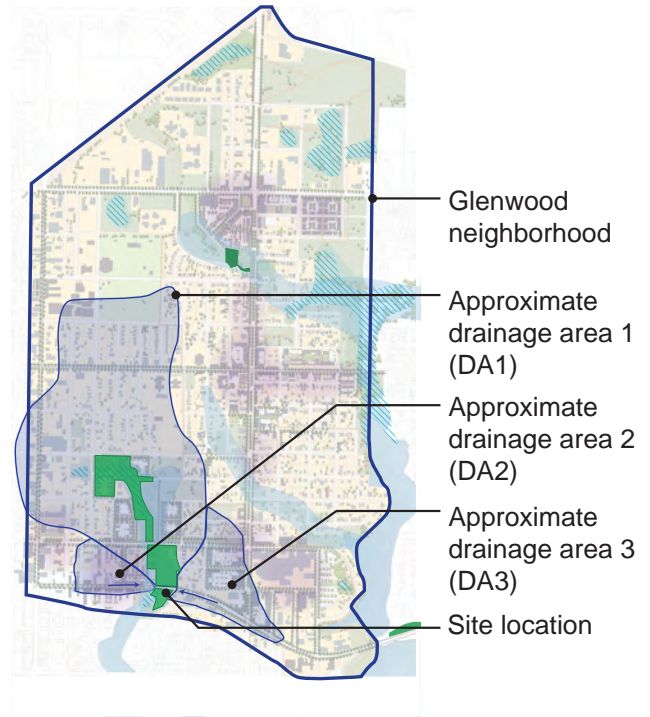 Glenwood
neighborhood
Approximate
drainage area 1
(DA1)
Approximate
drainage area 2
(DA2)
Approximate
drainage area 3
(DA3)
Site location